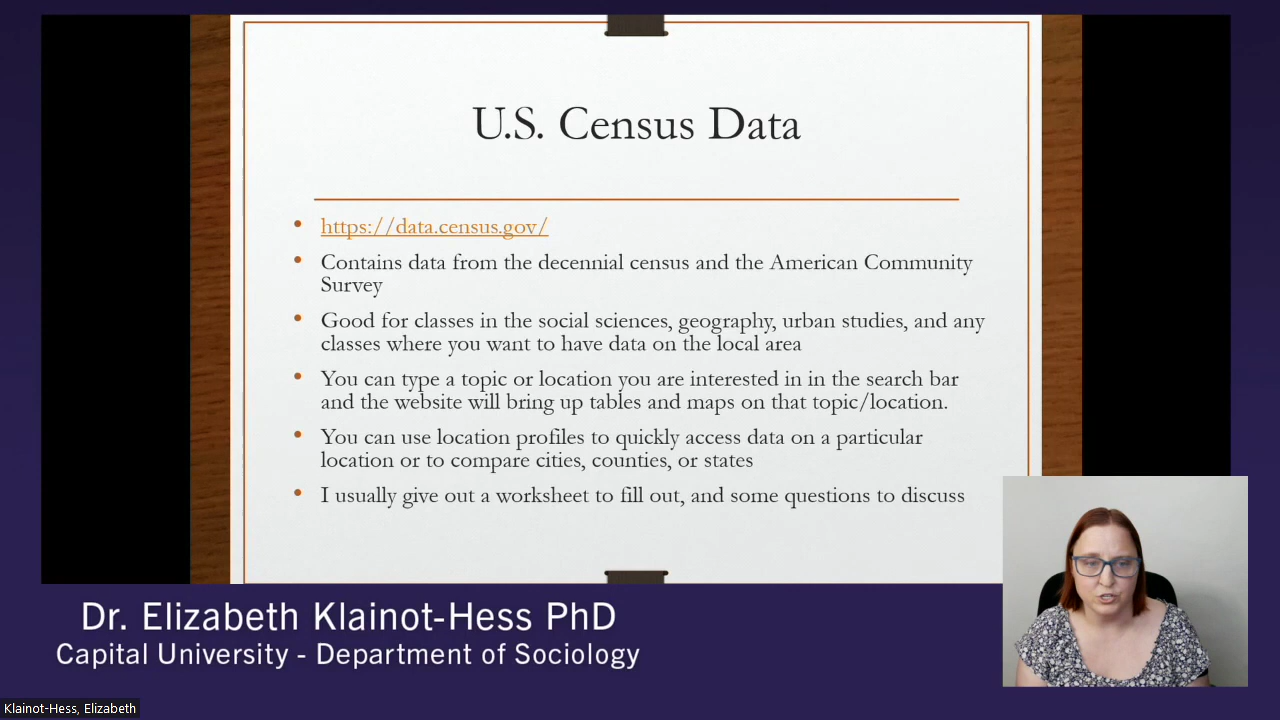 U.S. Census Data
https://data.census.gov/
Contains data from the decennial census and the American Community
Survey
Good for classes in the social sciences, geography, urban studies, and any
classes where you want to have data on the local area
You can type a topic or location you are interested in in the search bar
and the website will bring up tables and maps on that topic/location.
You can use location profiles to quickly access data on a particular
location or to compare cities, counties, or states
I usually give out a worksheet to fill out, and some questions to discuss
Dr. Elizabeth Klainot-Hess PhD
Capital University - Department of Sociology
Klainot-Hess, Elizabeth